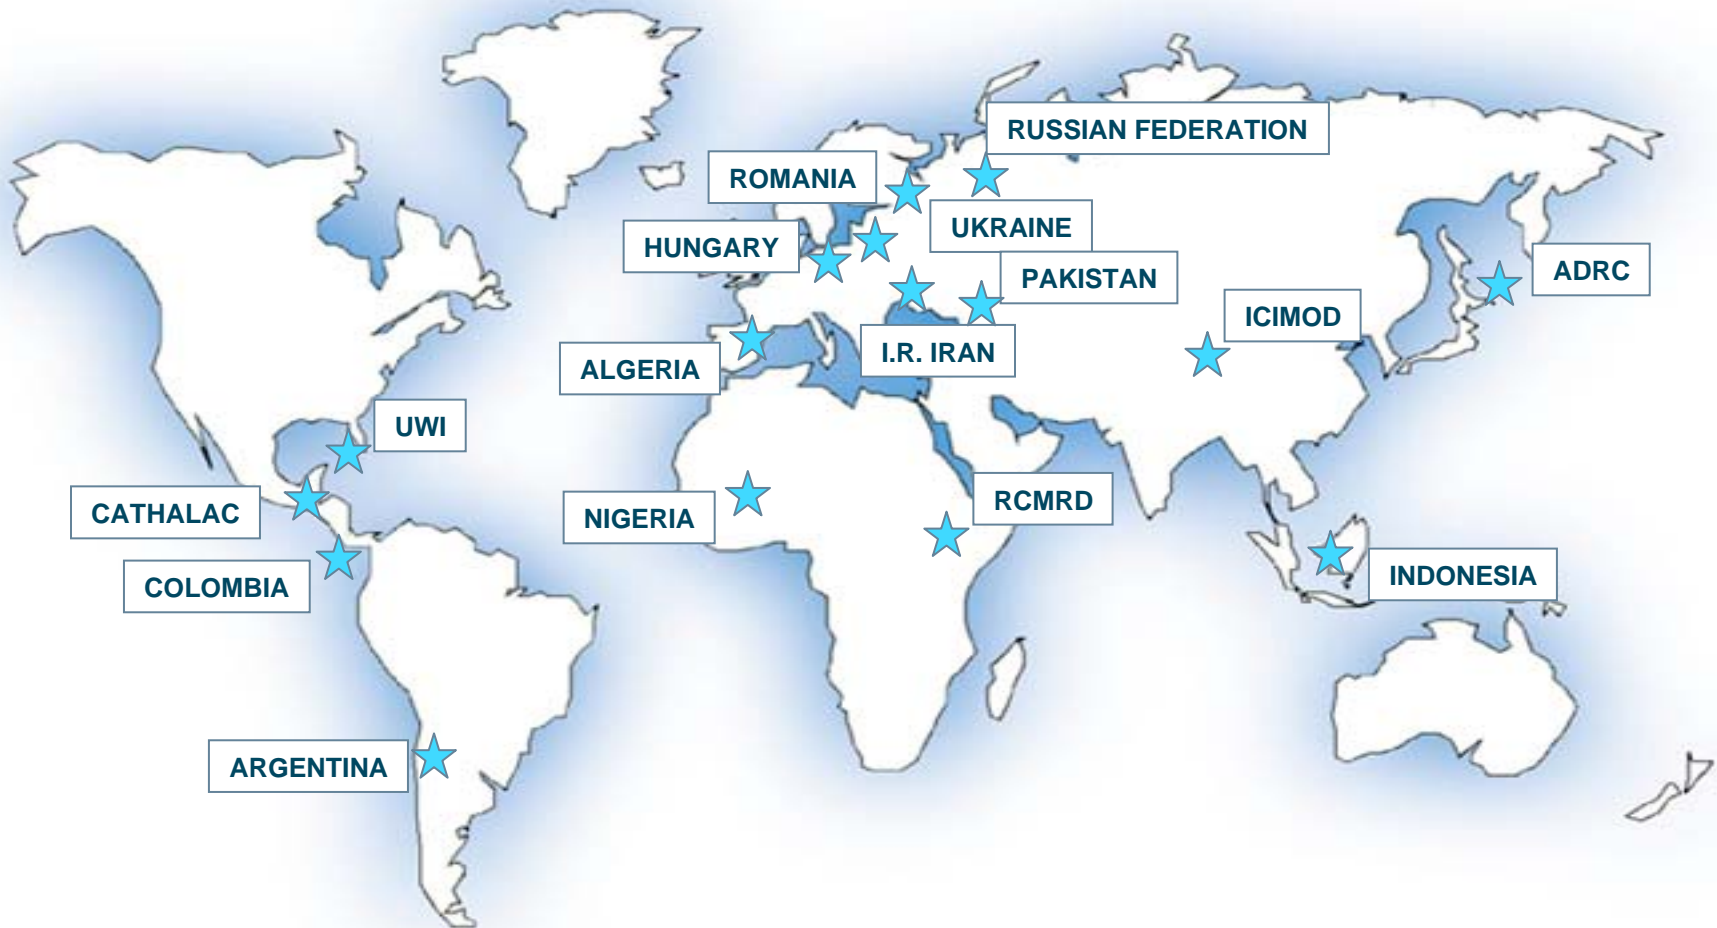 RUSSIAN FEDERATION
ROMANIA
UKRAINE
HUNGARY
PAKISTAN
ADRC
ICIMOD
I.R. IRAN
ALGERIA
UWI
RCMRD
CATHALAC
NIGERIA
COLOMBIA
INDONESIA
ARGENTINA